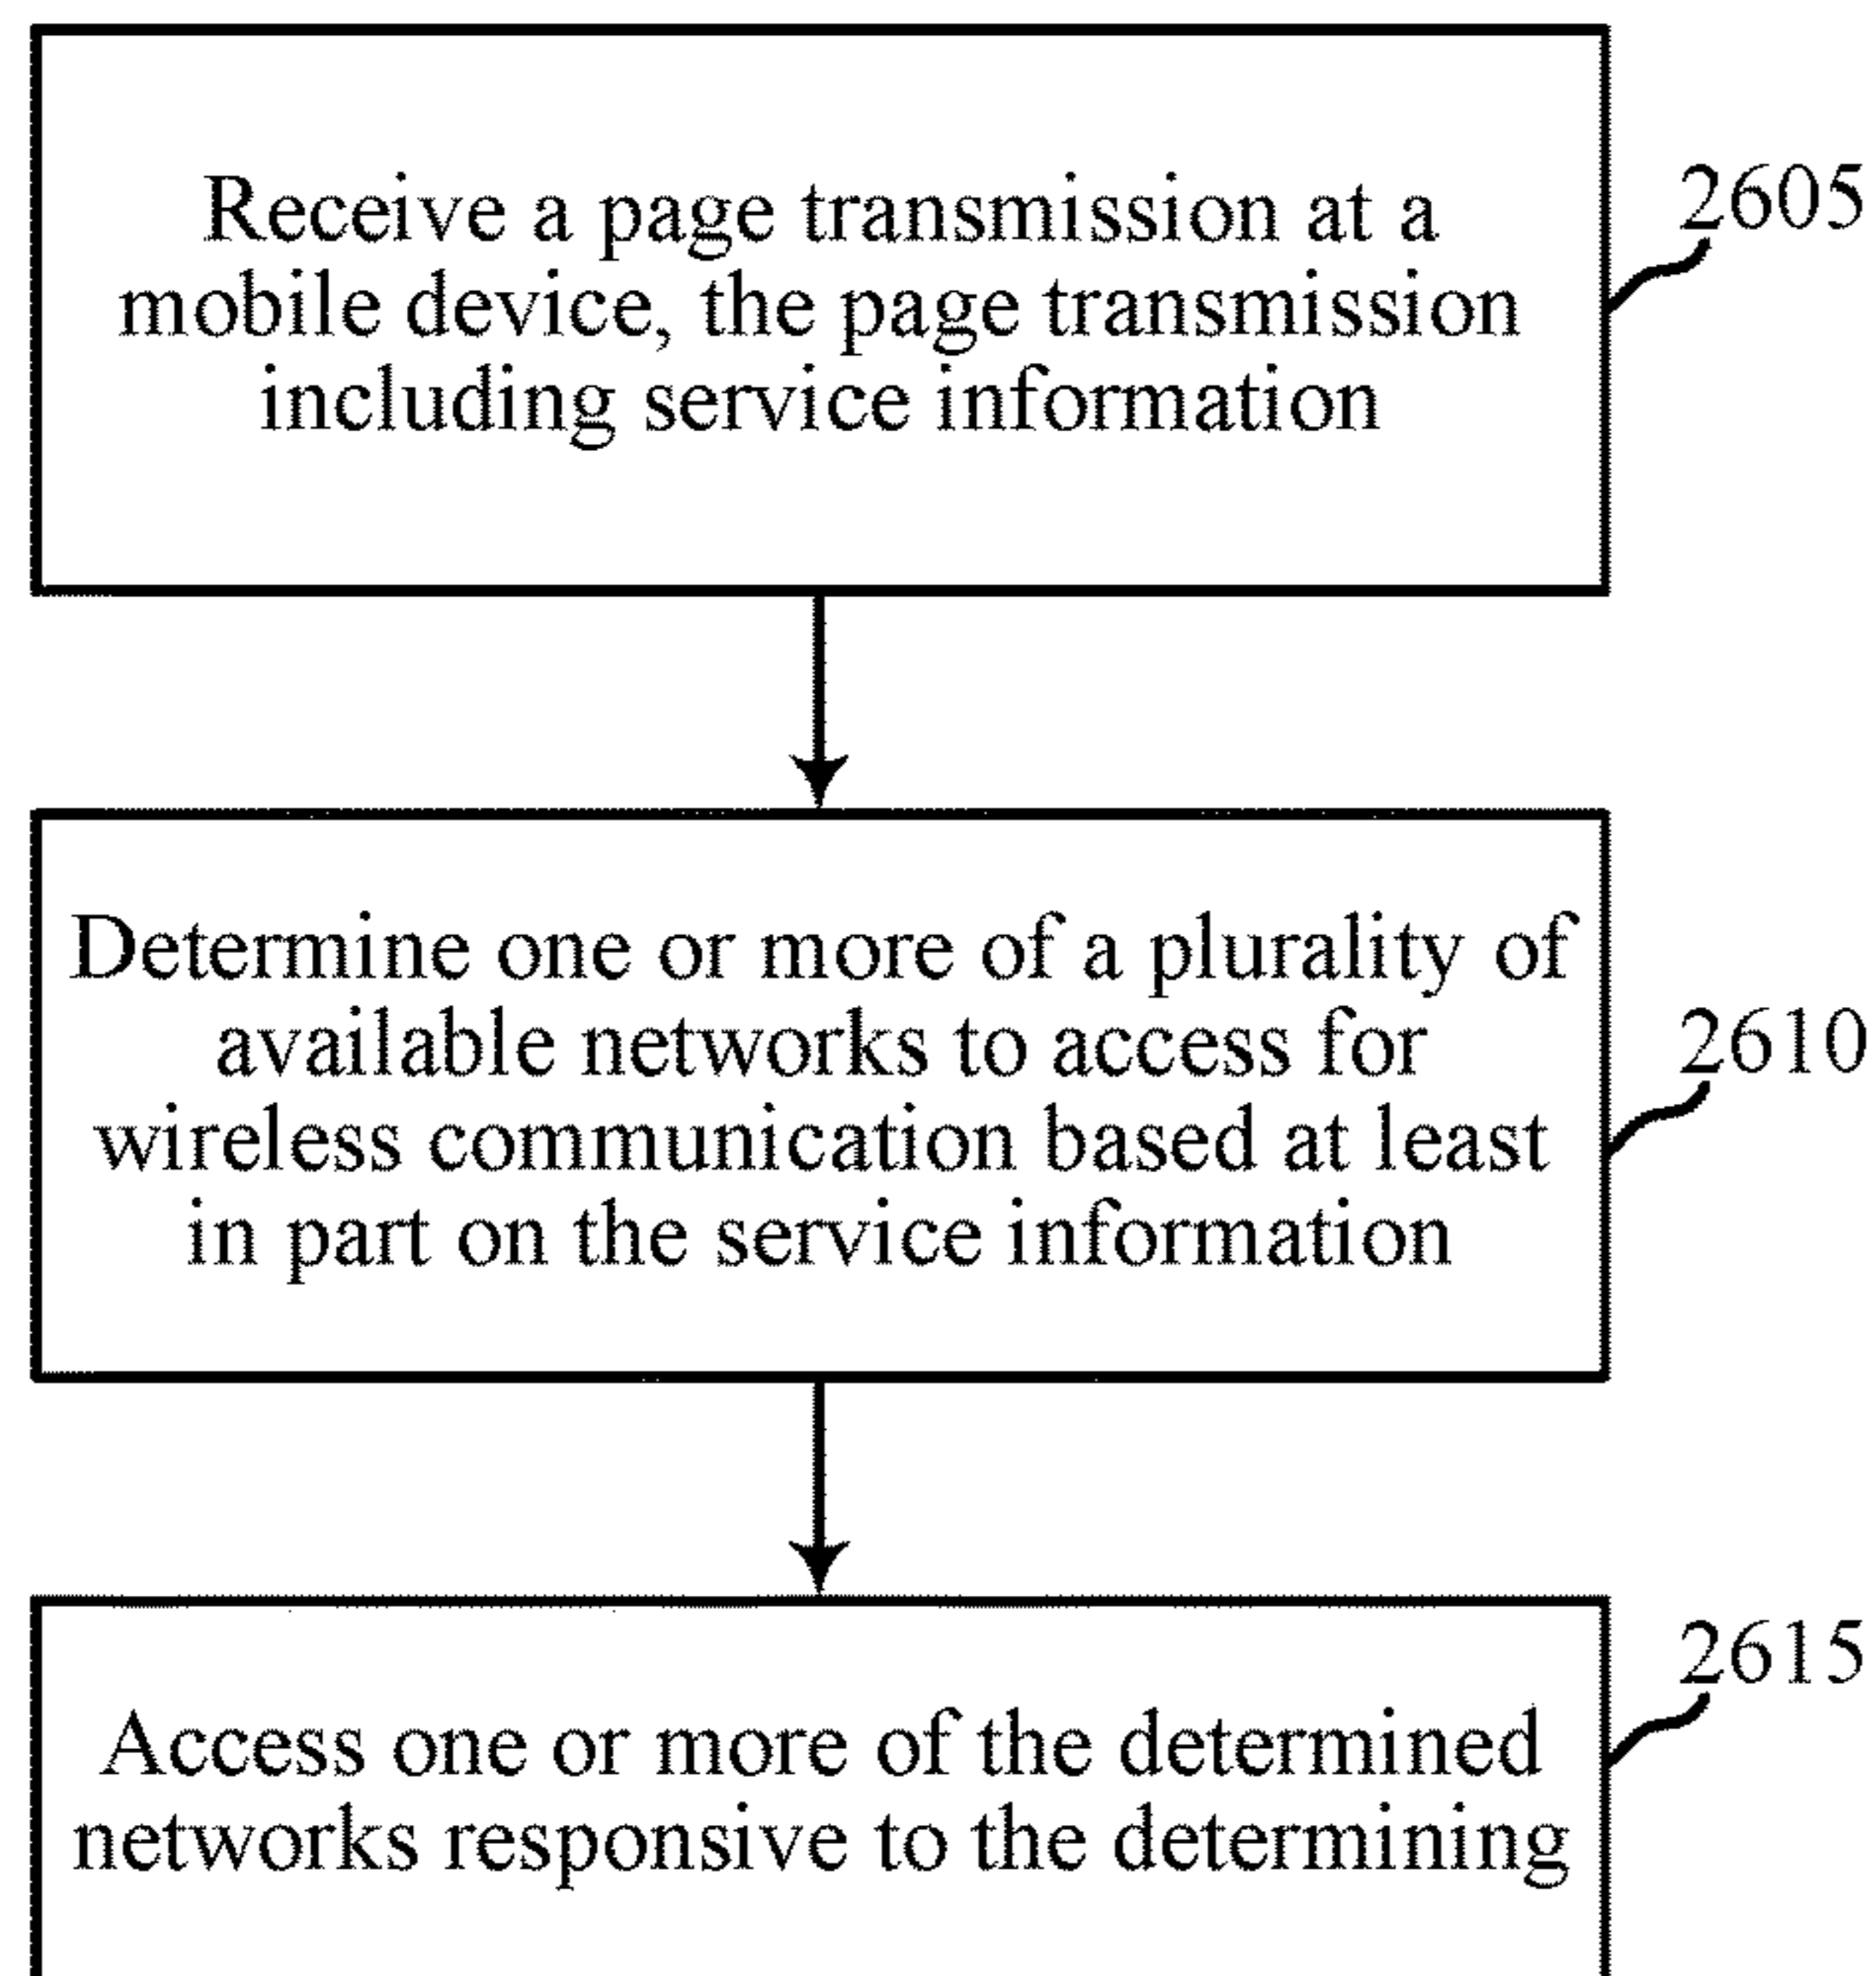 Receive a page transmission at a
mobile device, the page transmission
including service information
2605
Determine one or more of a plurality of
available networks to access for
wireless communication based at least
in part on the service information
2610
Access one or more of the determined
networks responsive to the determining
2615